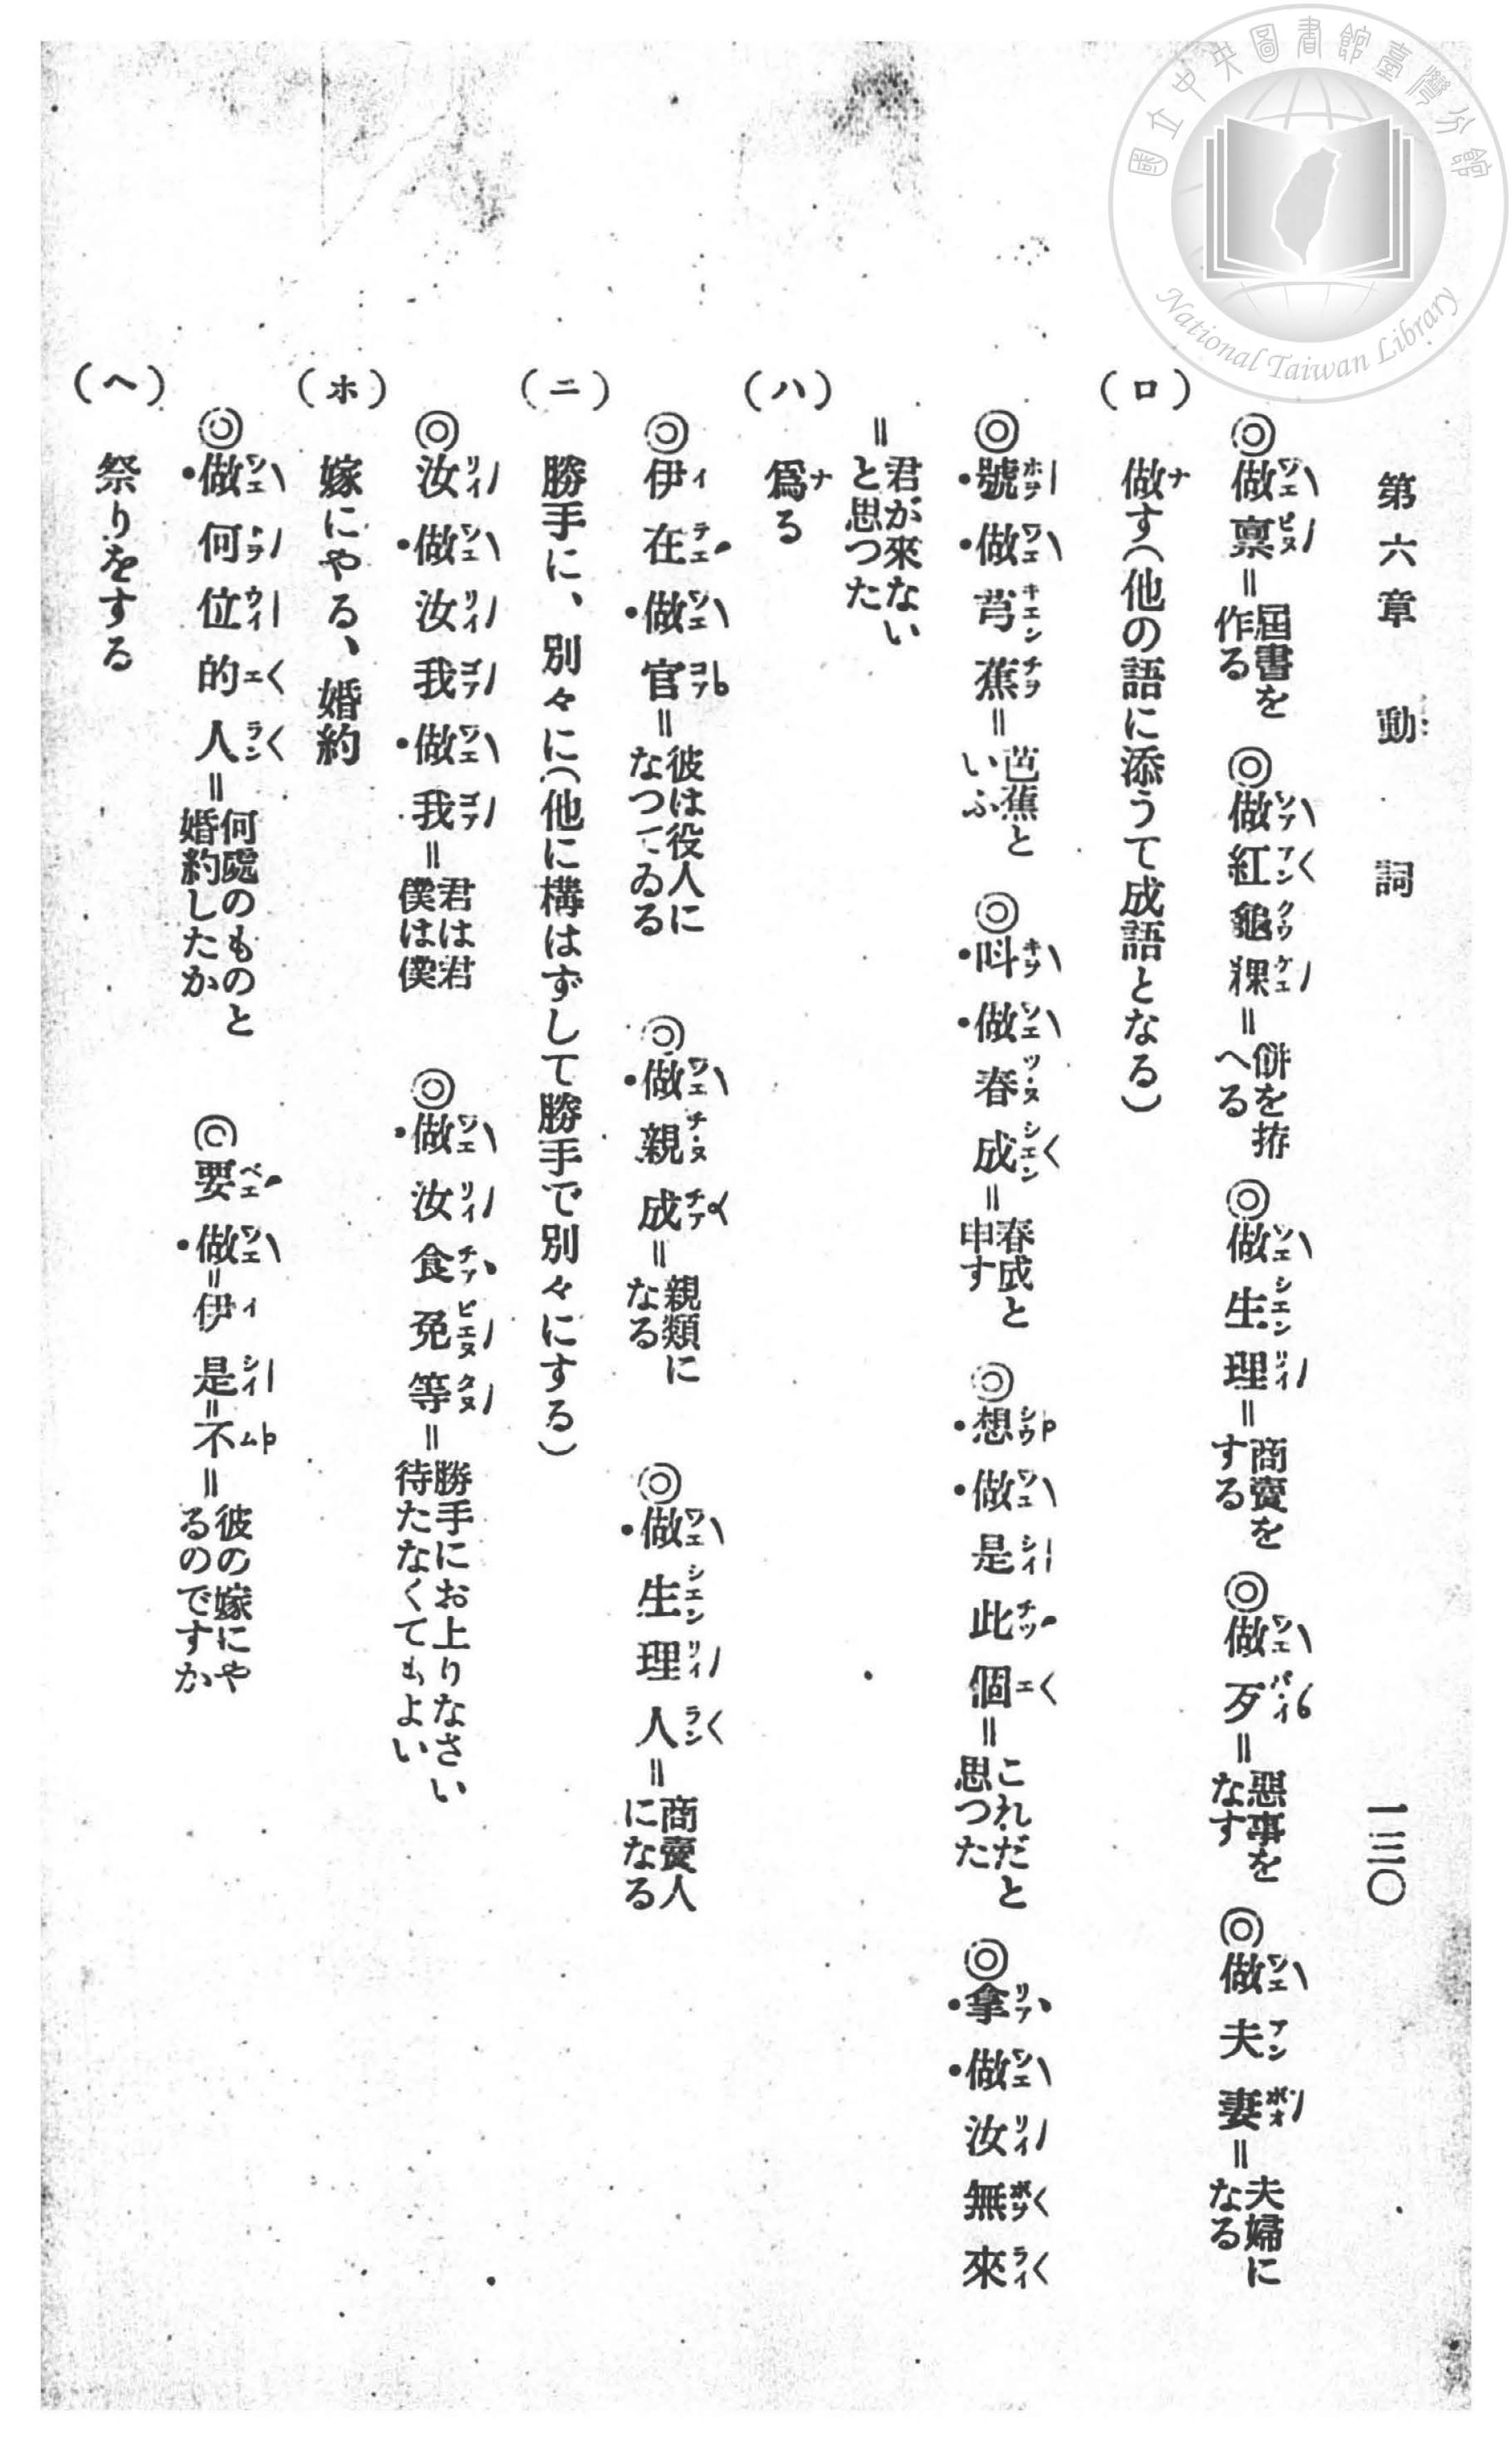 國立中央圖書館臺灣分館
National Taiwan Library
第六章 動詞 一三〇
◎做稟=屆書を作る ◎做紅龜粿=餅を拵へる ◎做生理=商賣をする ◎做歹=惡事をなす ◎做夫妻=夫婦になる
(ロ) 做す(他の語に添うて成語となる)
◎號做芎蕉=芭蕉といふ ◎叫做春成=春成と申す ◎想做是此個=これだと思つた ◎拿做汝無來
=君が來ないと思つた
(ハ) 爲る
◎伊在做官=彼は役人になつてゐる ◎做親成=親類になる ◎做生理人=商賣人になる
(ニ) 勝手に、別々に(他に構はずして勝手で別々にする)
◎汝做汝我做我=君は君僕は僕 ◎做汝食免等=勝手にお上りなさい待たなくてもよい
(ホ) 嫁にやる、婚約
◎做何位的人=何處のものと婚約したか ◎要做=伊是=不=彼の嫁にやるのですか
(ヘ) 祭りをする